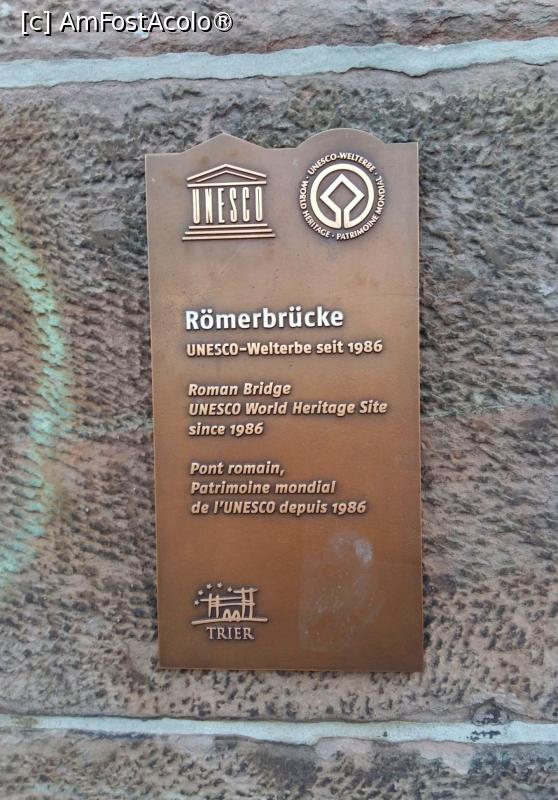 [c] AmFostAcolo®
UNESCO
UNESCO-WELTERBE · PATRIMOINE MONDIAL · WORLD HERITAGE ·
Römerbrücke
UNESCO-Welterbe seit 1986
Roman Bridge
UNESCO World Heritage Site
since 1986
Pont romain,
Patrimoine mondial
de l'UNESCO depuis 1986
TRIER